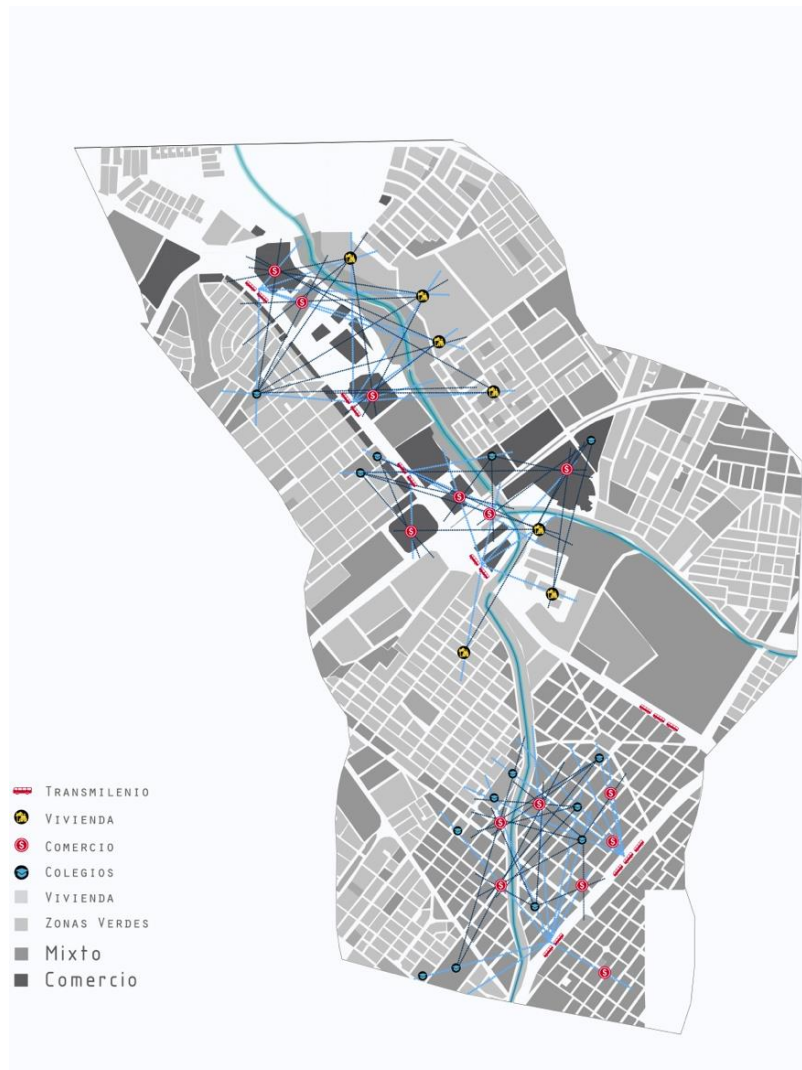 Transmilenio
Vivienda
Comercio
Colegios
Vivienda
Zonas Verdes
Mixto
Comercio